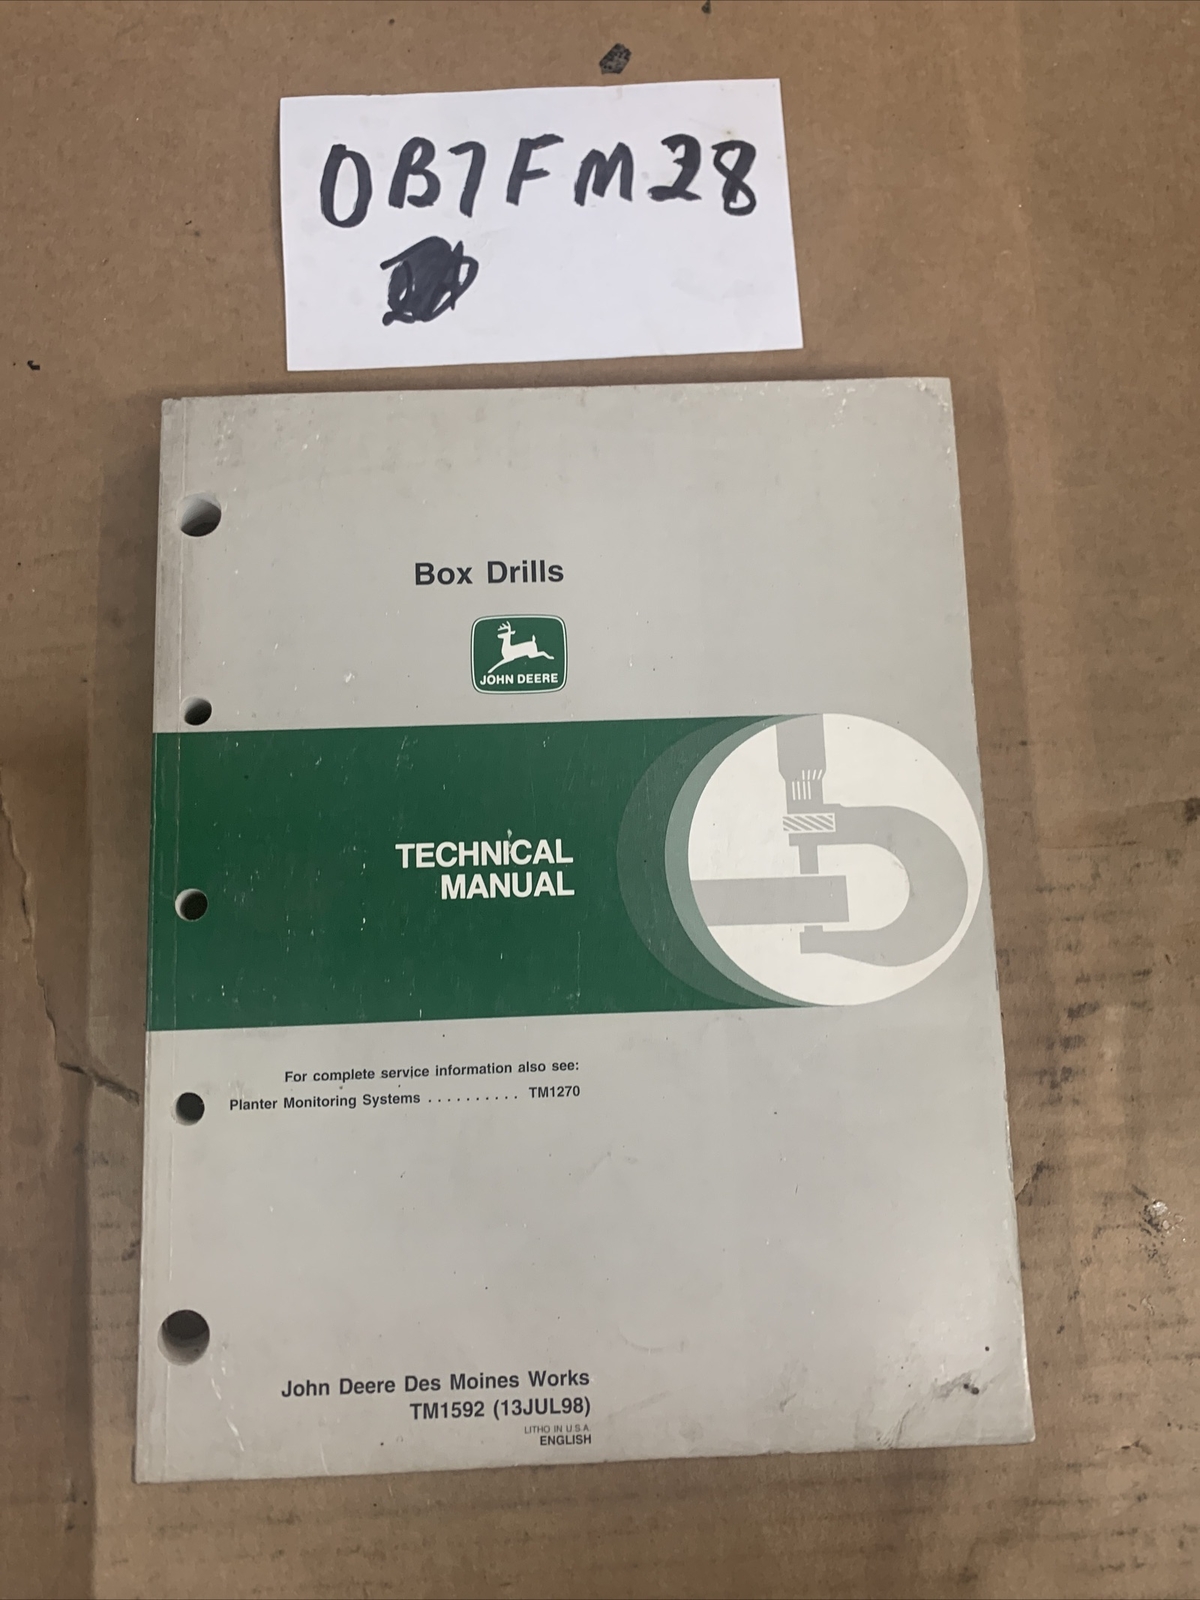 OB7FM28
Box Drills
JOHN DEERE
TECHNICAL
MANUAL
For complete service information also see:
Planter Monitoring Systems . . . . . . . . . . TM1270
John Deere Des Moines Works
TM1592 (13JUL98)
LITHO IN U.S.A.
ENGLISH